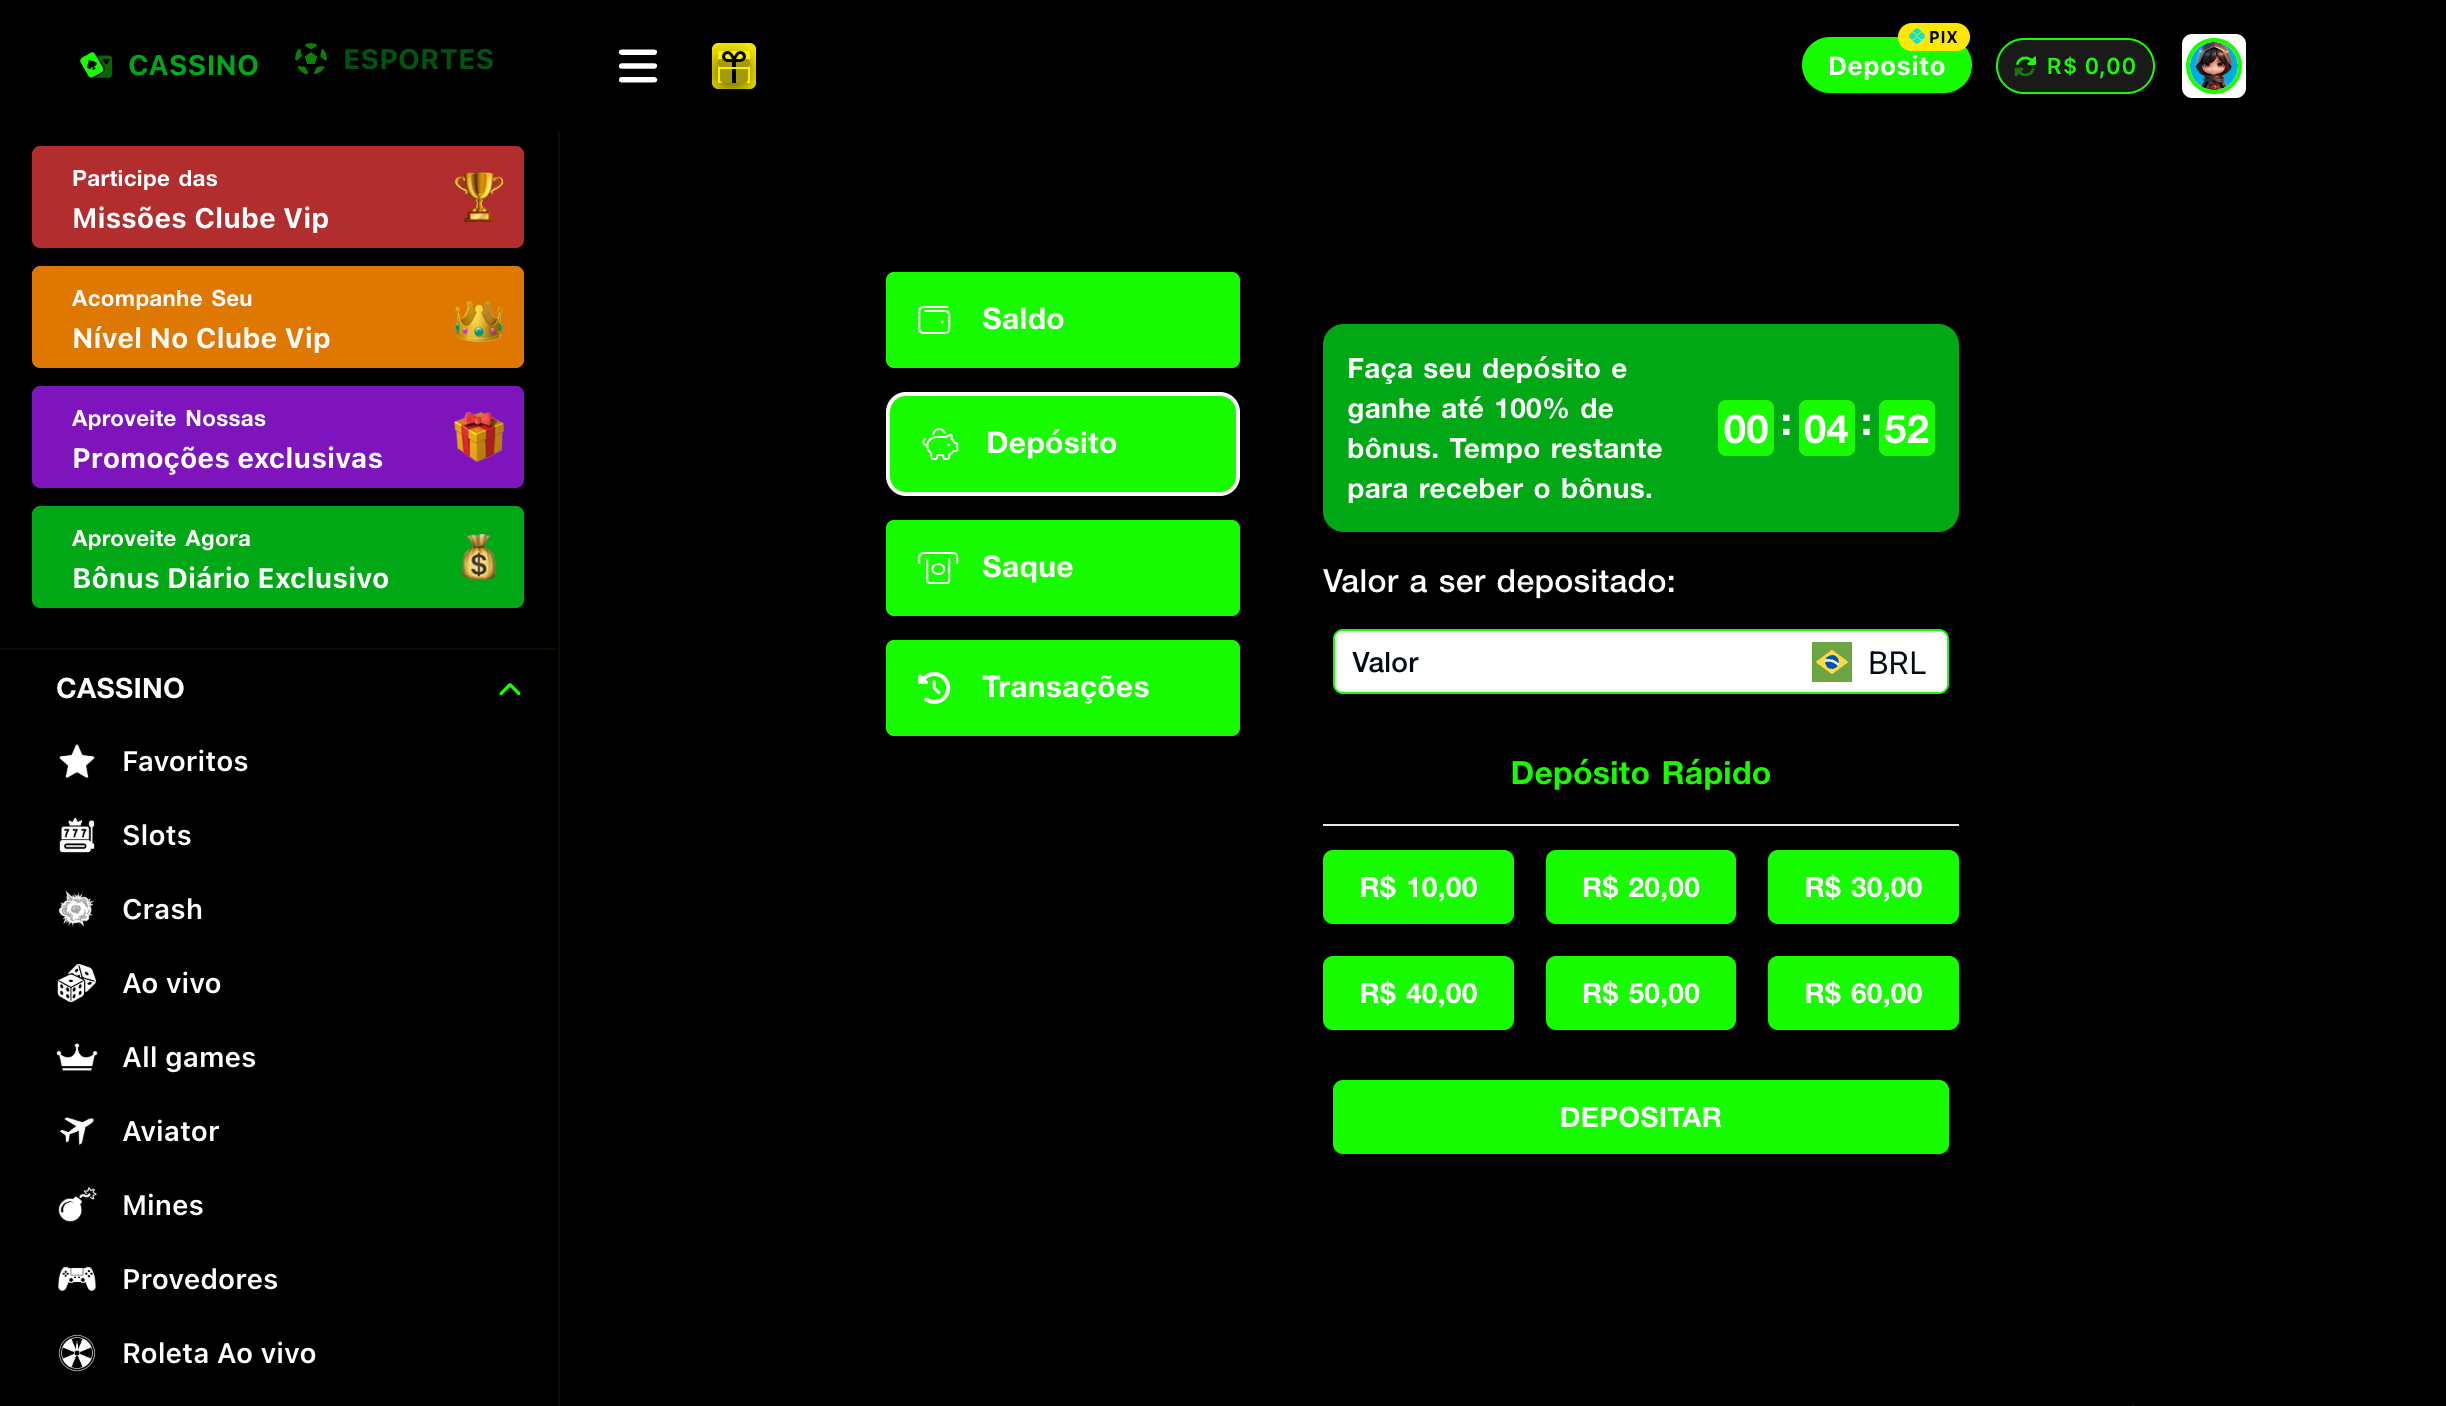 CASSINO
ESPORTES
PIX
Deposito
R$ 0,00
Participe das
Missões Clube Vip
Acompanhe Seu
Nível No Clube Vip
Aproveite Nossas
Promoções exclusivas
Aproveite Agora
Bônus Diário Exclusivo
CASSINO
Favoritos
Slots
Crash
Ao vivo
All games
Aviator
Mines
Provedores
Roleta Ao vivo
Saldo
Depósito
Saque
Transações
Faça seu depósito e
ganhe até 100% de
bônus. Tempo restante
para receber o bônus.
00 : 04 : 52
Valor a ser depositado:
Valor
BRL
Depósito Rápido
R$ 10,00
R$ 20,00
R$ 30,00
R$ 40,00
R$ 50,00
R$ 60,00
DEPOSITAR